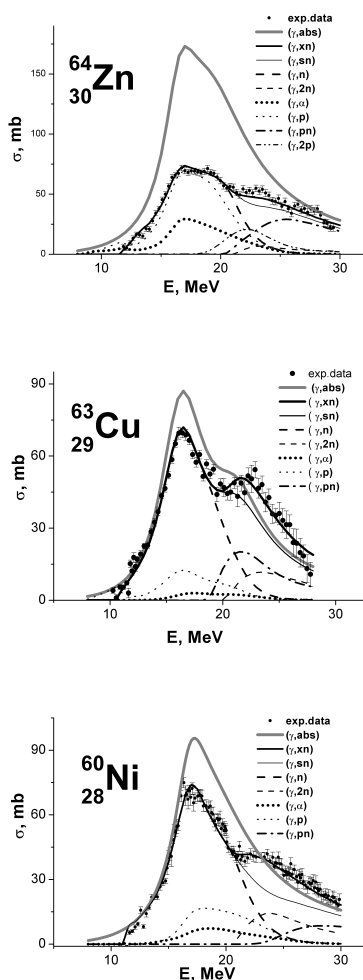 64
30 Zn
σ, mb
150
100
50
0
10 20 30
E, MeV
exp.data
(γ,abs)
(γ,xn)
(γ,sn)
(γ,n)
(γ,2n)
(γ,α)
(γ,p)
(γ,pn)
(γ,2p)
63
29 Cu
σ, mb
90
60
30
0
10 20 30
E, MeV
exp.data
(γ,abs)
(γ,xn)
(γ,sn)
(γ,n)
(γ,2n)
(γ,α)
(γ,p)
(γ,pn)
60
28 Ni
σ, mb
90
60
30
0
10 20 30
E, MeV
exp.data
(γ,abs)
(γ,xn)
(γ,sn)
(γ,n)
(γ,2n)
(γ,α)
(γ,p)
(γ,pn)